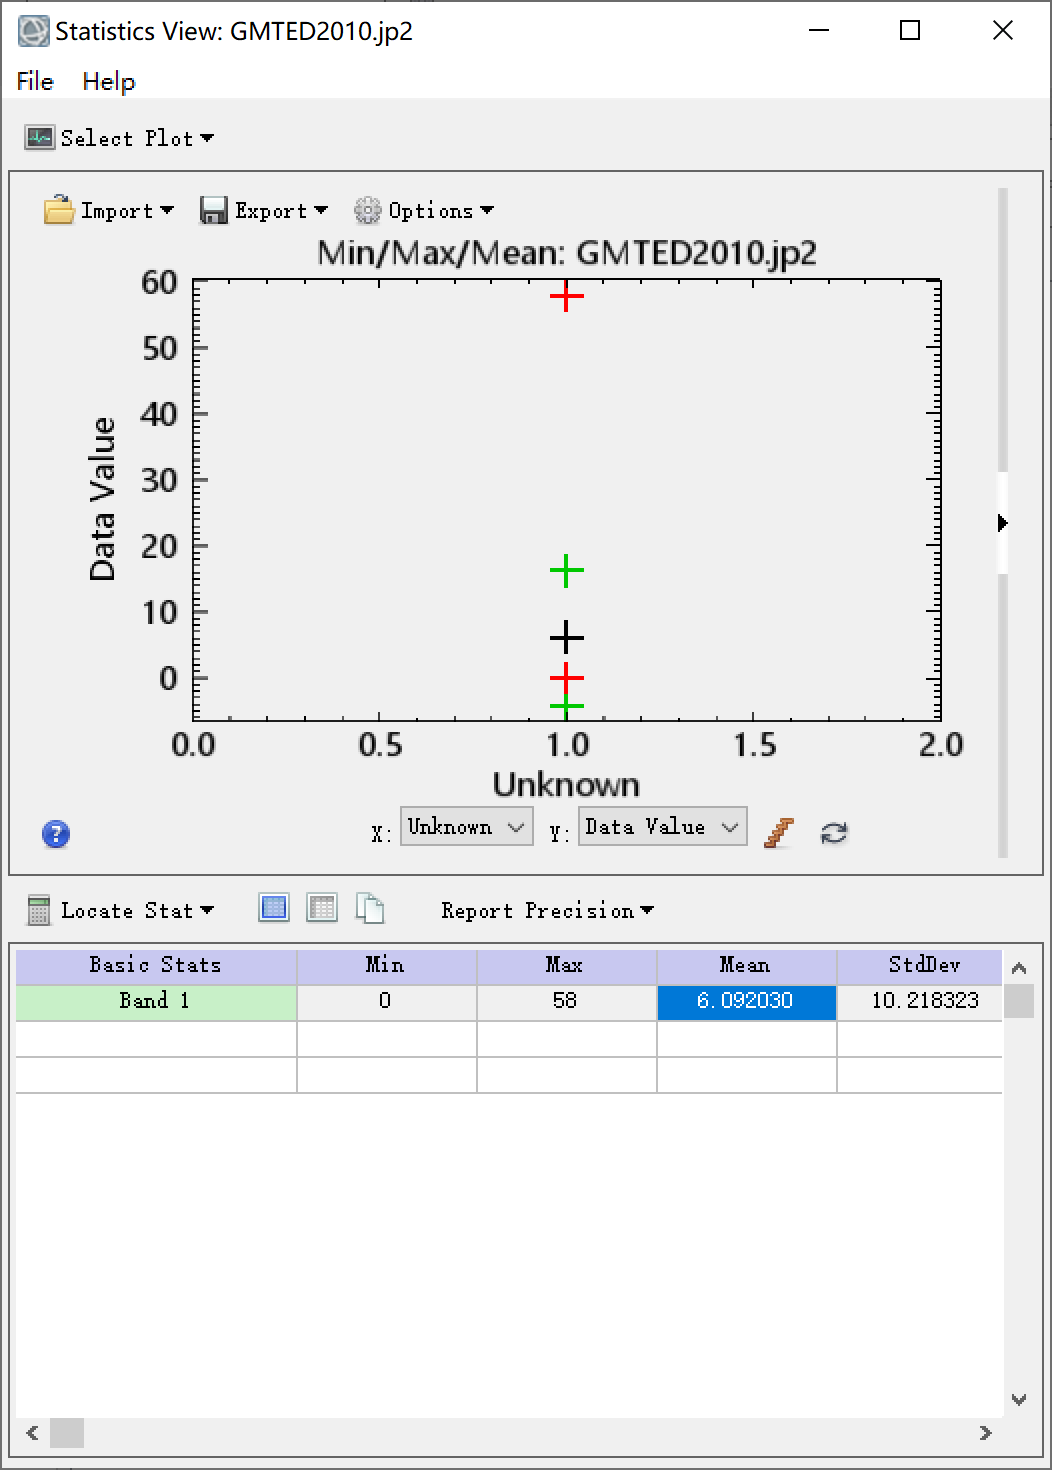 Statistics View: GMTED2010.jp2
File Help
Select Plot
Import Export Options
Min/Max/Mean: GMTED2010.jp2
60
50
40
30
20
10
0
Data Value
0.0 0.5 1.0 1.5 2.0
Unknown
X: Unknown Y: Data Value
Locate Stat Report Precision
Basic Stats Min Max Mean StdDev
Band 1 0 58 6.092030 10.218323